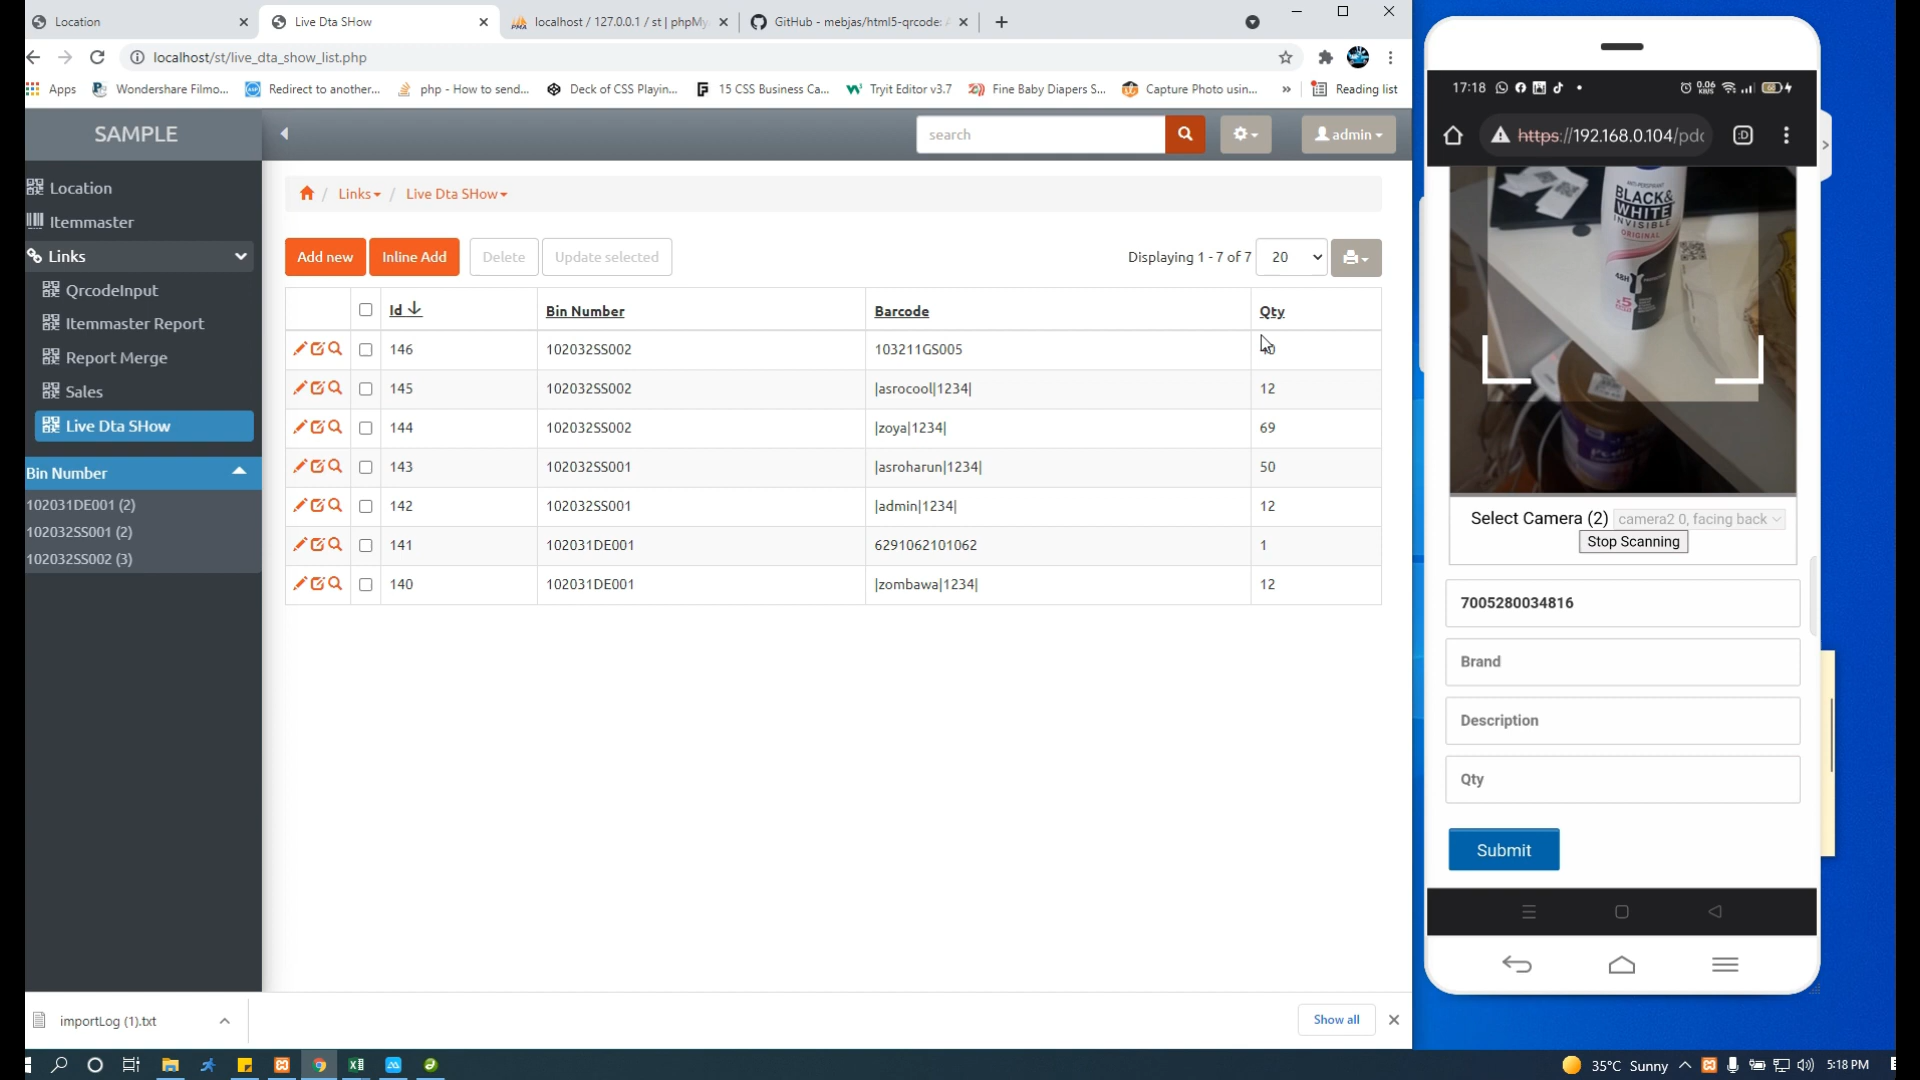 Location
Live Dta SHow
localhost / 127.0.0.1 / st | phpMy
GitHub - mebjas/html5-qrcode:
localhost/st/live_dta_show_list.php
Apps
Wondershare Filmo...
Redirect to another...
php - How to send...
Deck of CSS Playin...
15 CSS Business Ca...
Tryit Editor v3.7
Fine Baby Diapers S...
Capture Photo usin...
»
Reading list
SAMPLE
search
admin
Location
Itemmaster
Links
QrcodeInput
Itemmaster Report
Report Merge
Sales
Live Dta SHow
Bin Number
102031DE001 (2)
102032SS001 (2)
102032SS002 (3)
/ Links / Live Dta SHow
Add new Inline Add Delete Update selected
Displaying 1 - 7 of 7 20
Id Bin Number Barcode Qty
146 102032SS002 103211GS005
145 102032SS002 |asrocool|1234| 12
144 102032SS002 |zoya|1234| 69
143 102032SS001 |asroharun|1234| 50
142 102032SS001 |admin|1234| 12
141 102031DE001 6291062101062 1
140 102031DE001 |zombawa|1234| 12
importLog (1).txt
Show all
17:18
0.06
KB/S
https://192.168.0.104/pdc
:D
BLACK&
WHITE
INVISIBLE
ORIGINAL
48H
x5
Select Camera (2) camera2 0, facing back
Stop Scanning
7005280034816
Brand
Description
Qty
Submit
35°C Sunny
5:18 PM